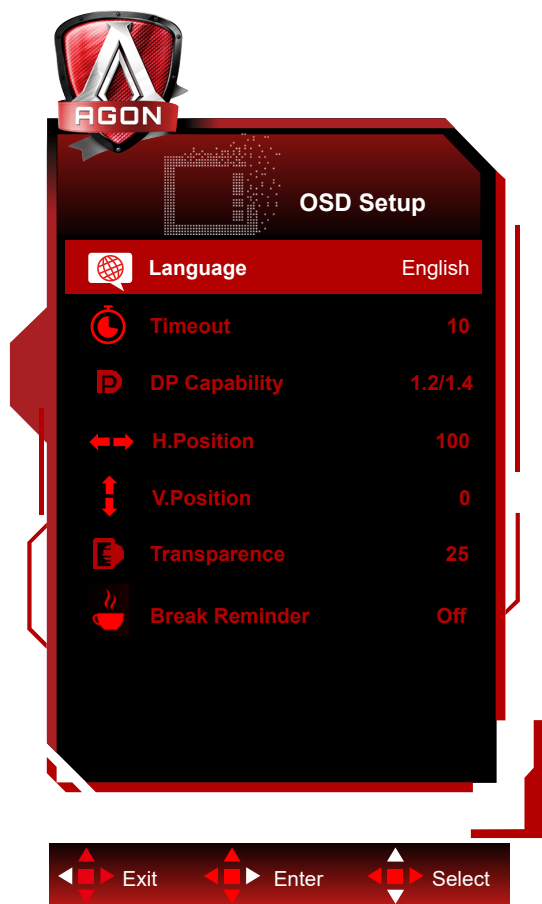 AGON
OSD Setup
Language English
Timeout 10
DP Capability 1.2/1.4
H.Position 100
V.Position 0
Transparence 25
Break Reminder Off
Exit Enter Select